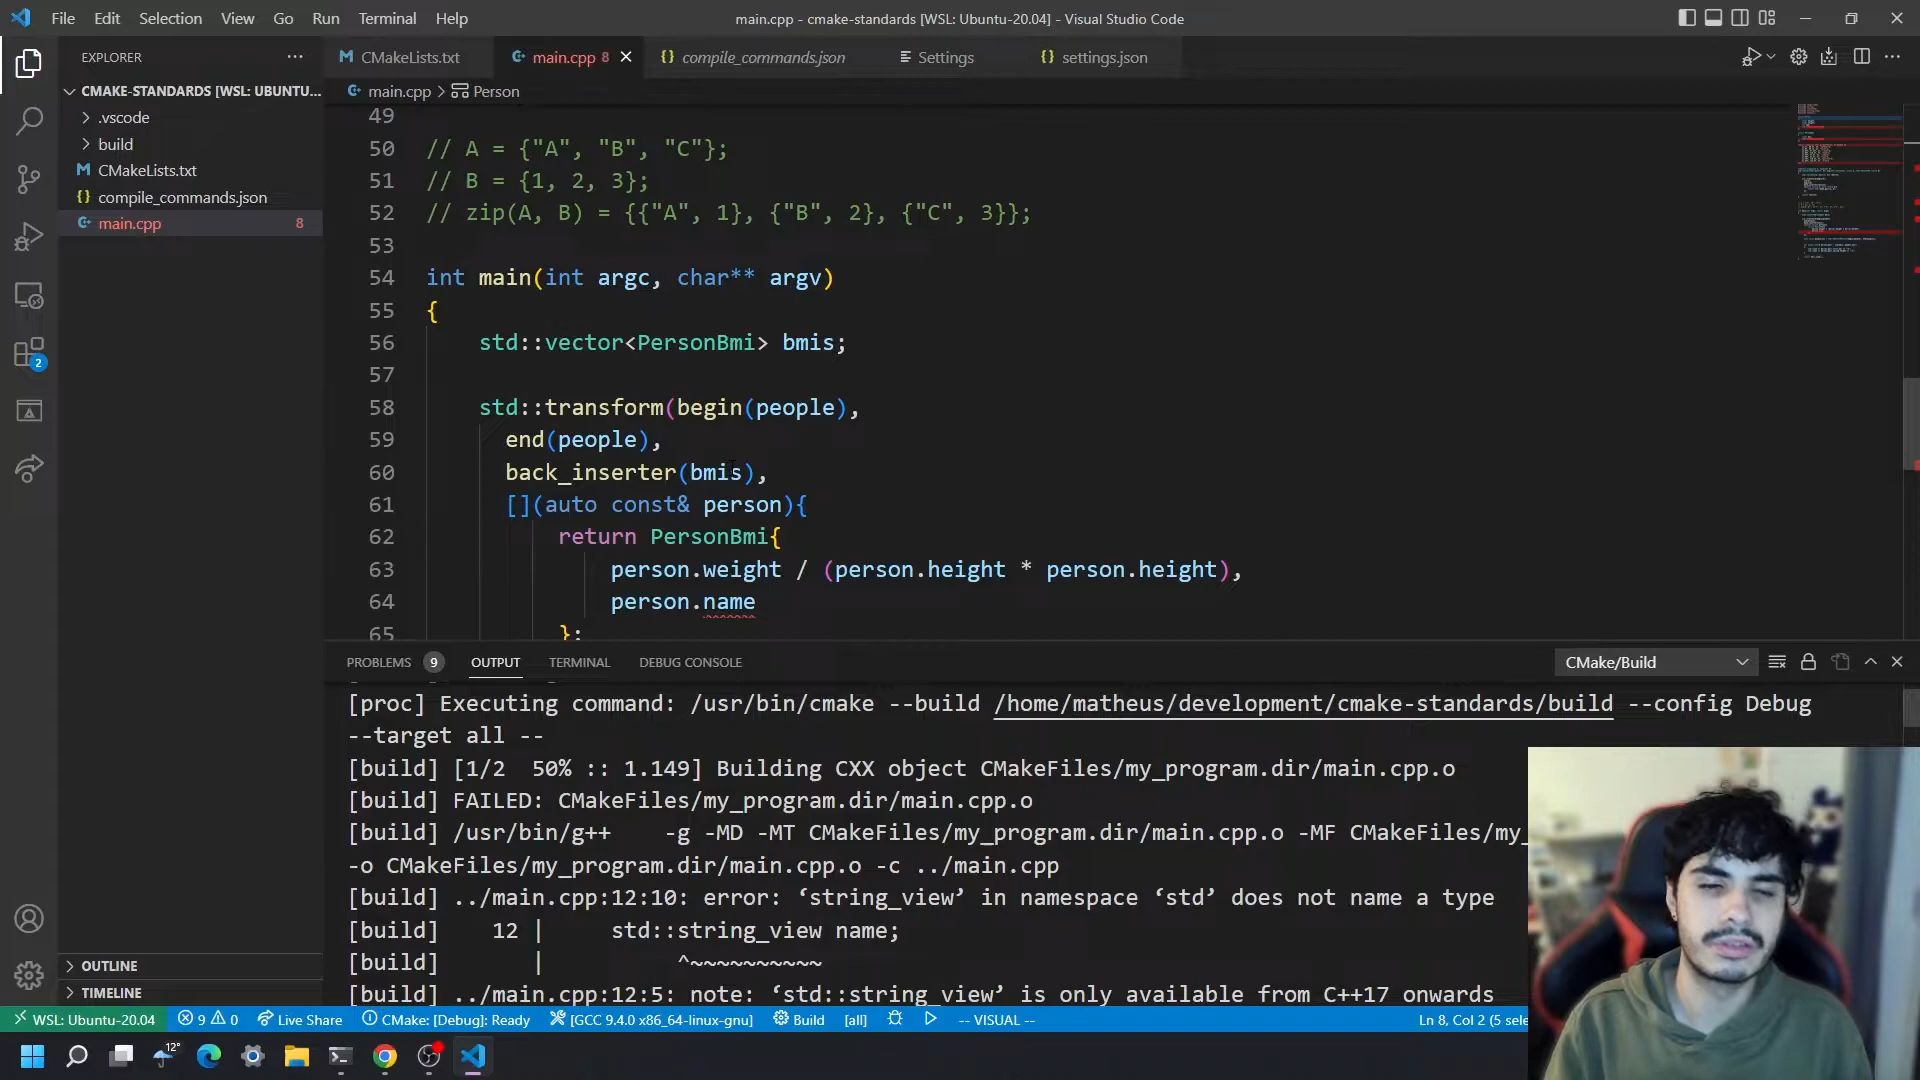 File Edit Selection View Go Run Terminal Help
main.cpp - cmake-standards [WSL: Ubuntu-20.04] - Visual Studio Code
EXPLORER
CMAKE-STANDARDS [WSL: UBUNTU...
.vscode
build
CMakeLists.txt
compile_commands.json
main.cpp 8
2
OUTLINE
TIMELINE
CMakeLists.txt main.cpp 8 compile_commands.json Settings settings.json
main.cpp > Person
49
50 // A = {"A", "B", "C"};
51 // B = {1, 2, 3};
52 // zip(A, B) = {{"A", 1}, {"B", 2}, {"C", 3}};
53
54 int main(int argc, char** argv)
55 {
56 std::vector<PersonBmi> bmis;
57
58 std::transform(begin(people),
59 end(people),
60 back_inserter(bmis),
61 [](auto const& person){
62 return PersonBmi{
63 person.weight / (person.height * person.height),
64 person.name
65 };
PROBLEMS 9 OUTPUT TERMINAL DEBUG CONSOLE CMake/Build
[proc] Executing command: /usr/bin/cmake --build /home/matheus/development/cmake-standards/build --config Debug
--target all --
[build] [1/2 50% :: 1.149] Building CXX object CMakeFiles/my_program.dir/main.cpp.o
[build] FAILED: CMakeFiles/my_program.dir/main.cpp.o
[build] /usr/bin/g++ -g -MD -MT CMakeFiles/my_program.dir/main.cpp.o -MF CMakeFiles/my_
-o CMakeFiles/my_program.dir/main.cpp.o -c ../main.cpp
[build] ../main.cpp:12:10: error: ‘string_view’ in namespace ‘std’ does not name a type
[build] 12 | std::string_view name;
[build] | ^~~~~~~~~~~
[build] ../main.cpp:12:5: note: ‘std::string_view’ is only available from C++17 onwards
WSL: Ubuntu-20.04 9 0 Live Share CMake: [Debug]: Ready [GCC 9.4.0 x86_64-linux-gnu] Build [all] -- VISUAL -- Ln 8, Col 2 (5 sele
12°